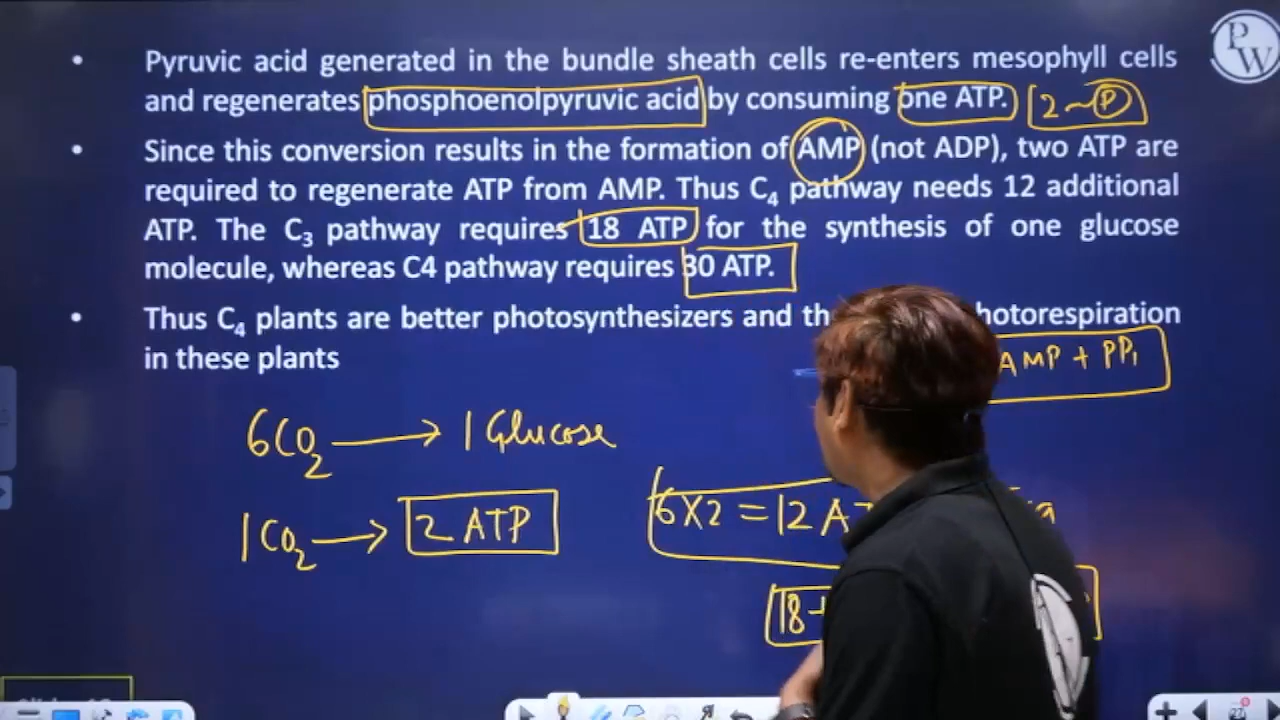 P
W
• Pyruvic acid generated in the bundle sheath cells re-enters mesophyll cells
and regenerates phosphoenolpyruvic acid by consuming one ATP. 2 ~ P
• Since this conversion results in the formation of AMP (not ADP), two ATP are
required to regenerate ATP from AMP. Thus C₄ pathway needs 12 additional
ATP. The C₃ pathway requires 18 ATP for the synthesis of one glucose
molecule, whereas C4 pathway requires 30 ATP.
• Thus C₄ plants are better photosynthesizers and hotorespiration
in these plants
AMP + PPi
6CO₂ → 1 Glucose
1CO₂ → 2 ATP
6X2 = 12 A
18